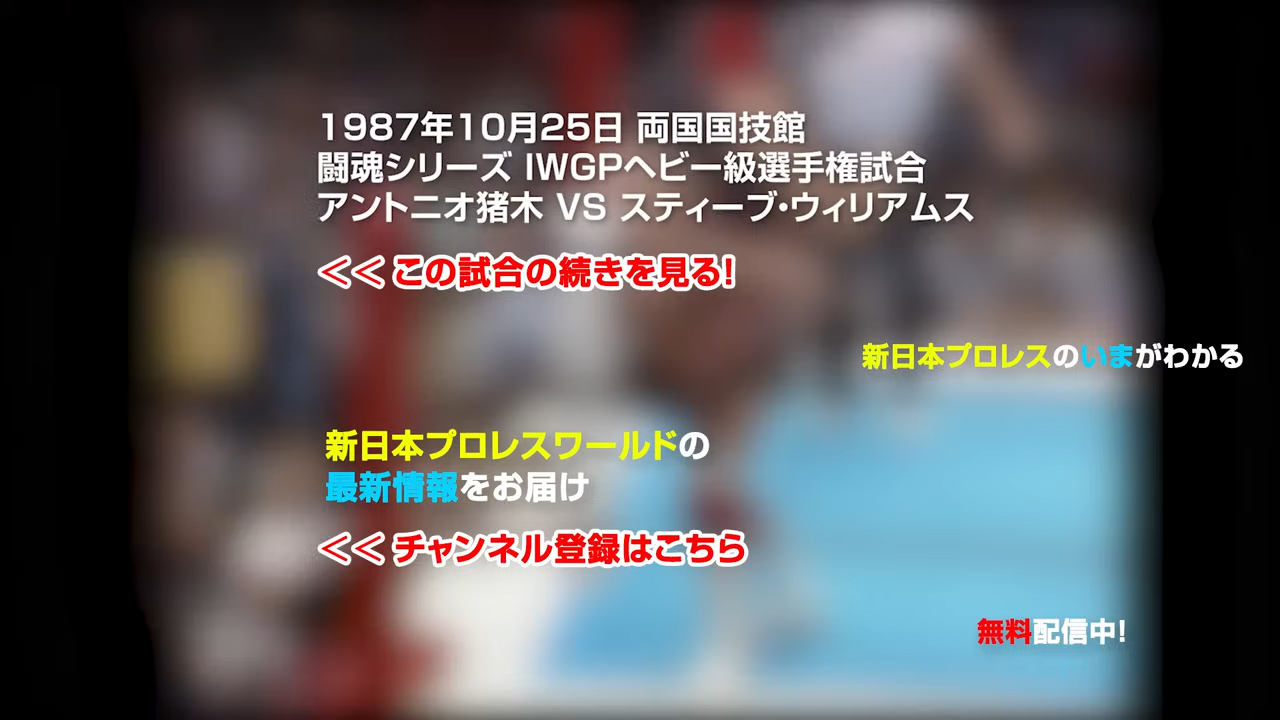 1987年10月25日 両国国技館
闘魂シリーズ IWGPヘビー級選手権試合
アントニオ猪木 VS スティーブ・ウィリアムス
<< この試合の続きを見る!
新日本プロレスのいまがわかる
新日本プロレスワールドの
最新情報をお届け
<< チャンネル登録はこちら
無料配信中!